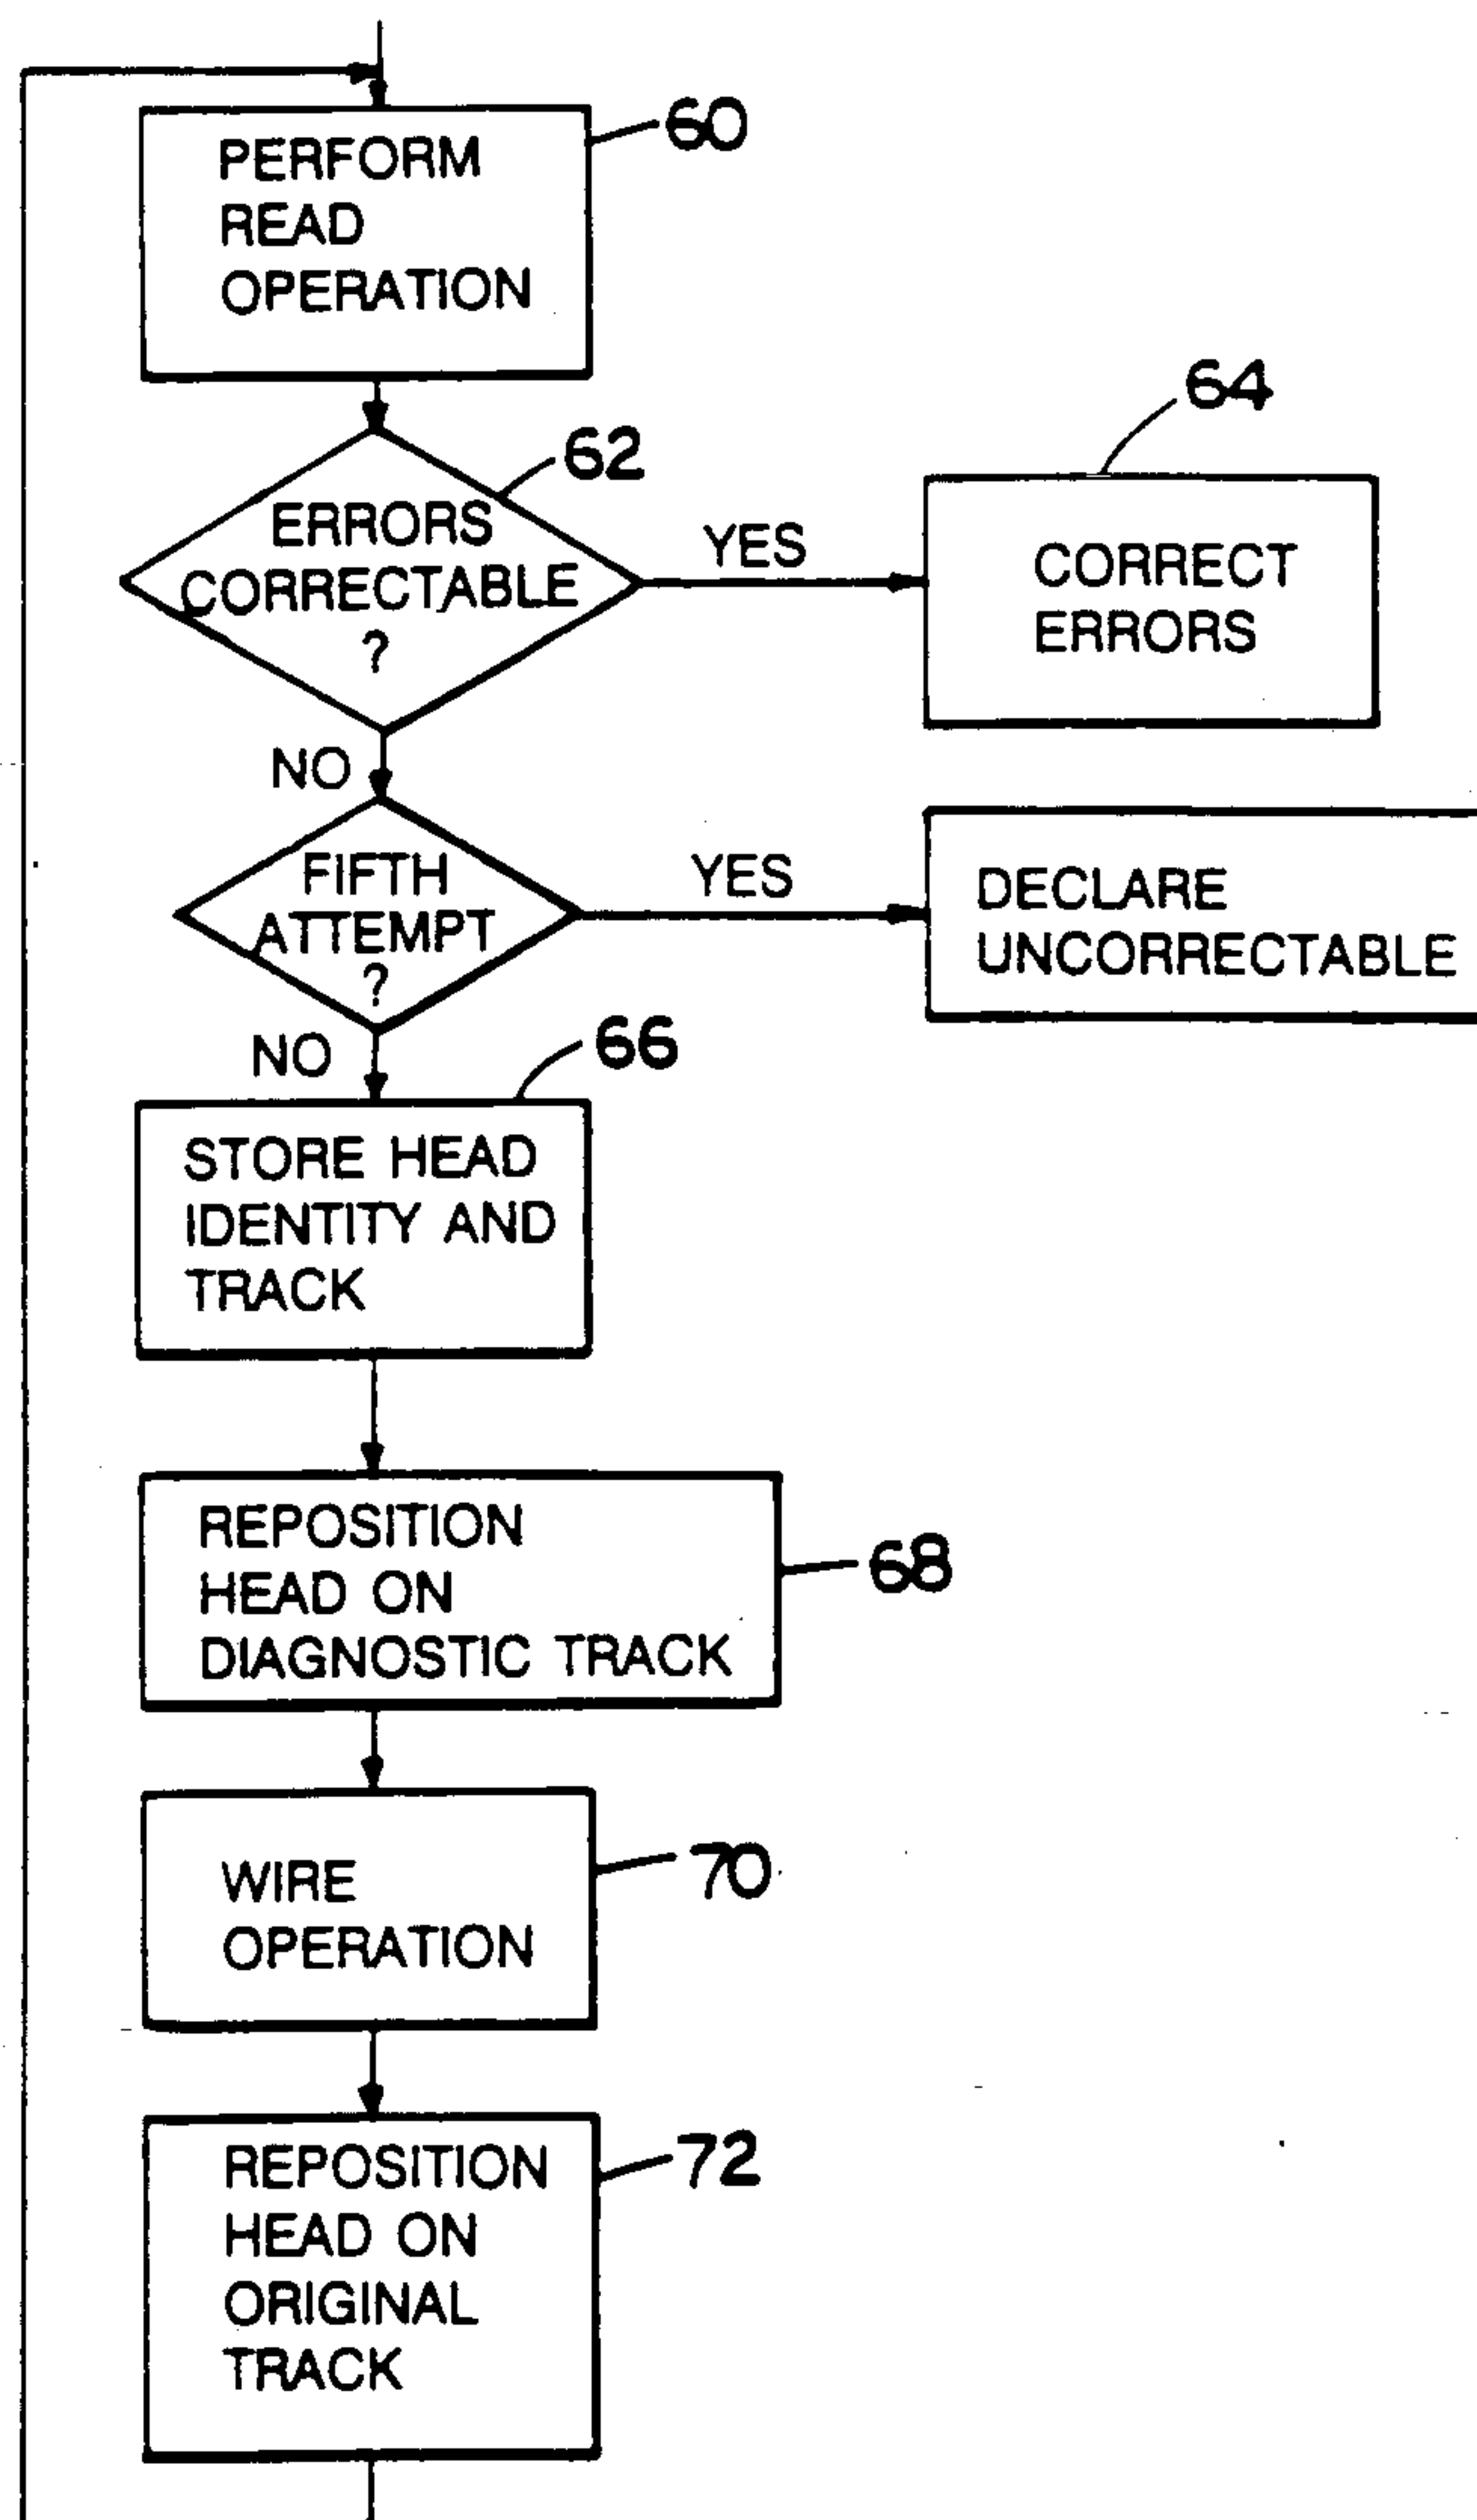 60
PERFORM
READ
OPERATION
62
ERRORS
CORRECTABLE
?
YES
64
CORRECT
ERRORS
NO
FIFTH
ATTEMPT
?
YES
DECLARE
UNCORRECTABLE
NO
66
STORE HEAD
IDENTITY AND
TRACK
REPOSITION
HEAD ON
DIAGNOSTIC TRACK
68
WIRE
OPERATION
70
REPOSITION
HEAD ON
ORIGINAL
TRACK
72